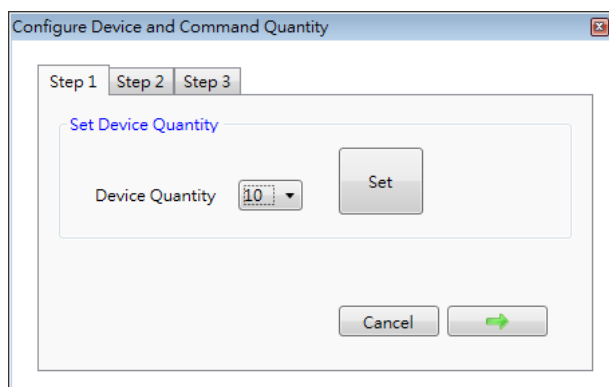 Configure Device and Command Quantity
Step 1 Step 2 Step 3
Set Device Quantity
Device Quantity 10 Set
Cancel